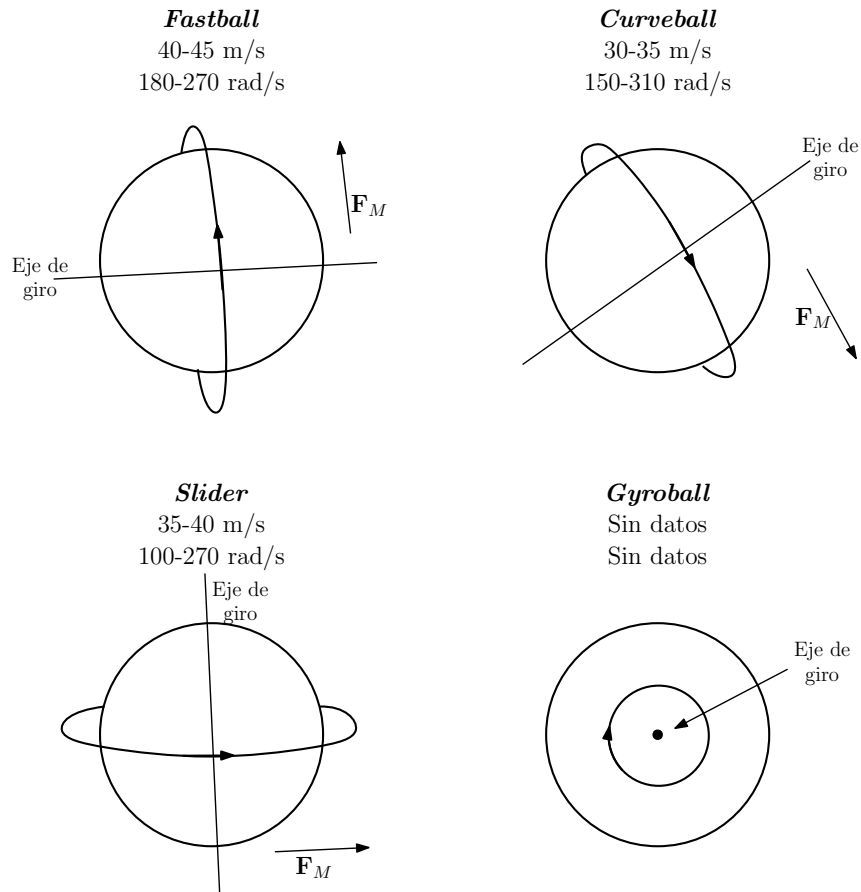 Fastball
40-45 m/s
180-270 rad/s
Eje de
giro
F_M
Curveball
30-35 m/s
150-310 rad/s
Eje de
giro
F_M
Slider
35-40 m/s
100-270 rad/s
Eje de
giro
F_M
Gyroball
Sin datos
Sin datos
Eje de
giro